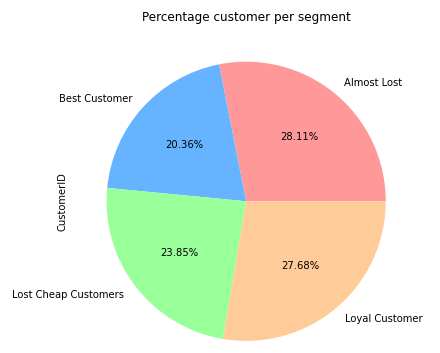 Percentage customer per segment
Almost Lost
Best Customer
28.11%
20.36%
CustomerID
23.85%
27.68%
Lost Cheap Customers
Loyal Customer